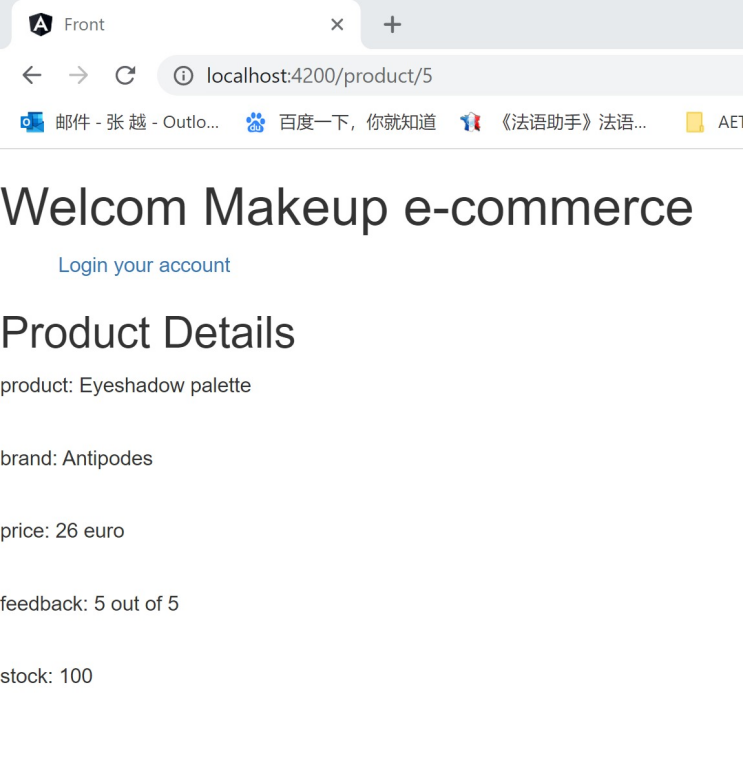 Front
localhost:4200/product/5
邮件 - 张 越 - Outlo... 百度一下，你就知道 《法语助手》法语... AET
Welcom Makeup e-commerce
Login your account
Product Details
product: Eyeshadow palette
brand: Antipodes
price: 26 euro
feedback: 5 out of 5
stock: 100